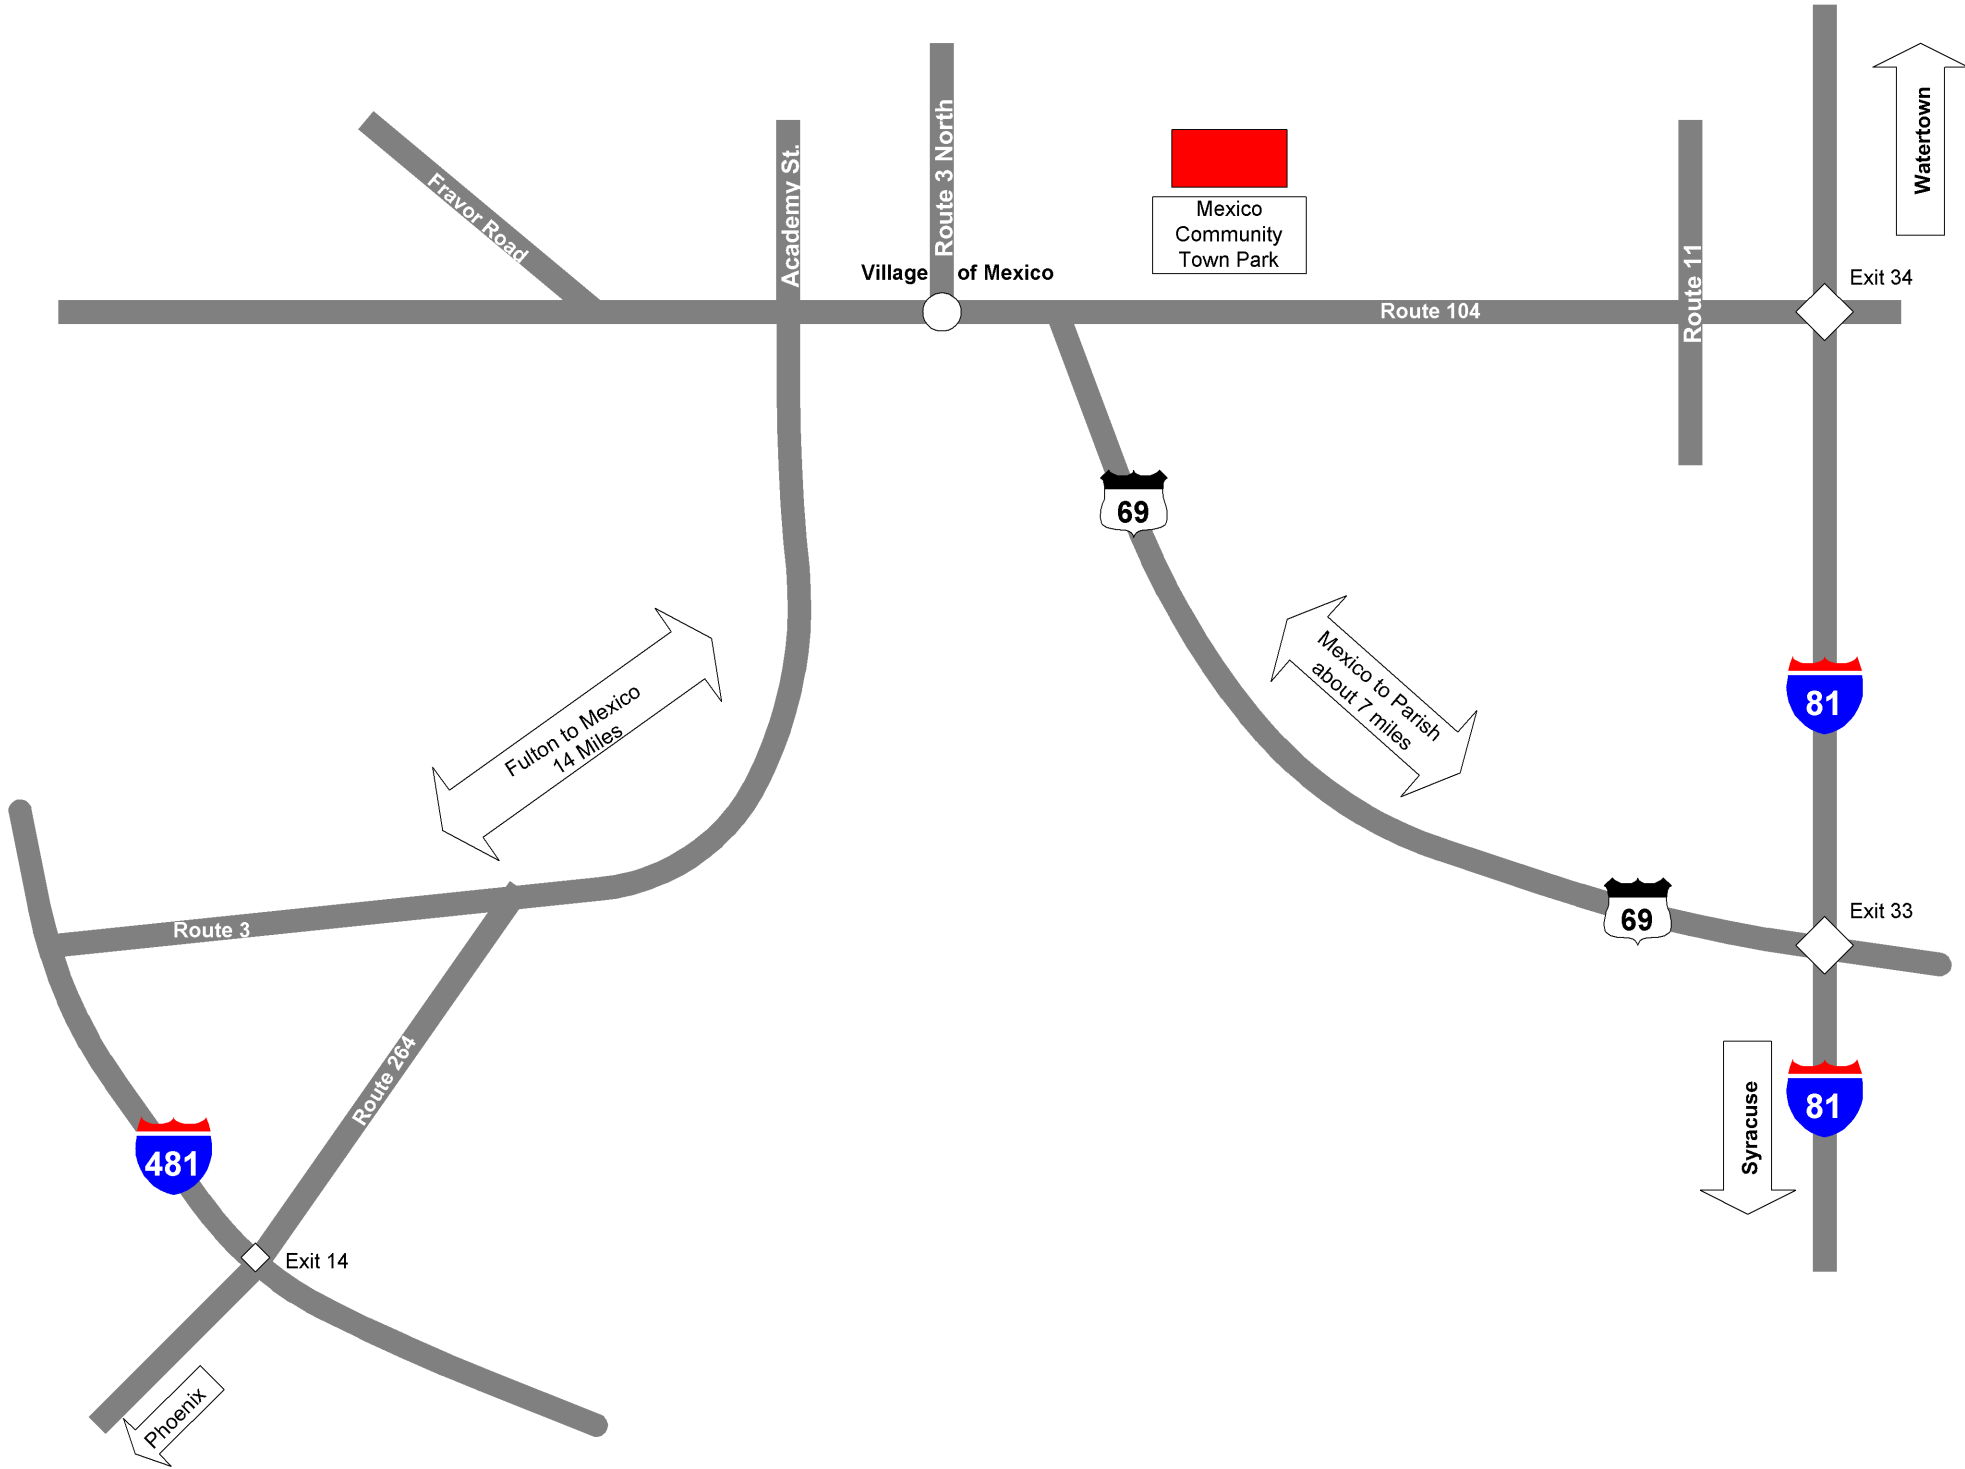 Watertown
Route 3 North
Academy St.
Fravor Road
Mexico
Community
Town Park
Village of Mexico
Route 11
Exit 34
Route 104
69
Mexico to Parish
about 7 miles
81
Fulton to Mexico
14 Miles
Route 3
69
Exit 33
Route 264
81
Syracuse
481
Exit 14
Phoenix